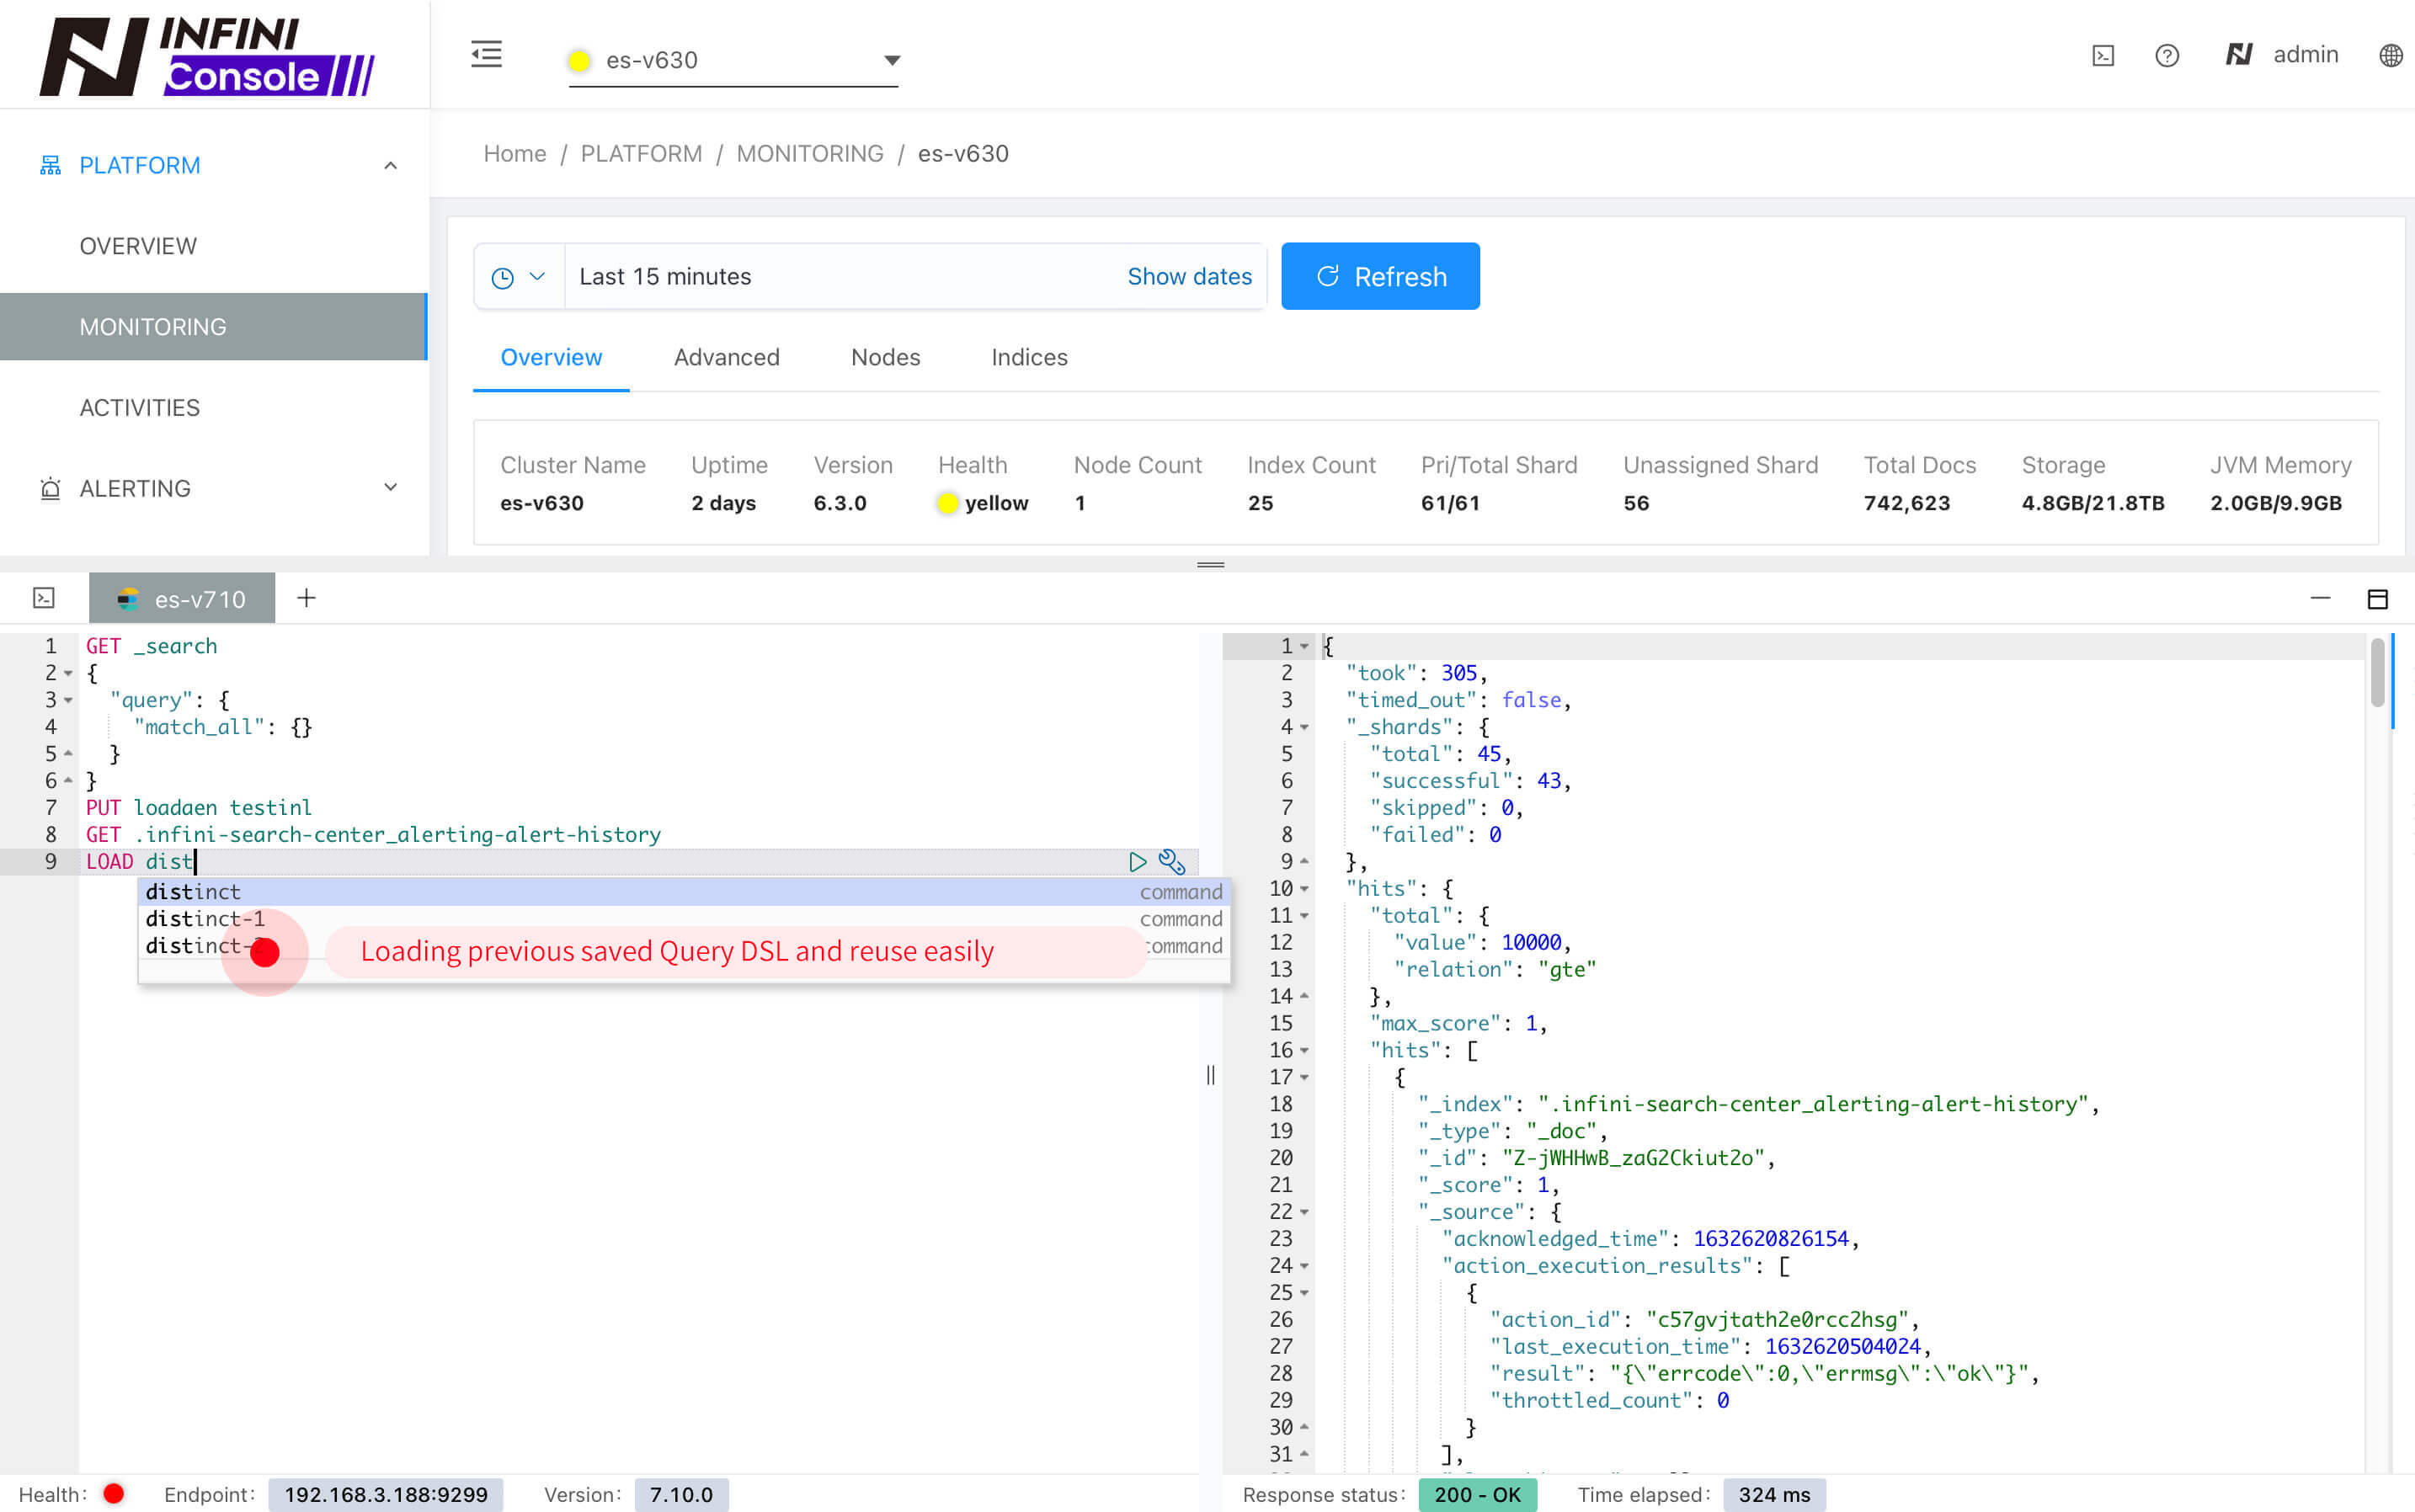 INFINI
Console
es-v630
admin
PLATFORM
OVERVIEW
MONITORING
ACTIVITIES
ALERTING
Home / PLATFORM / MONITORING / es-v630
Last 15 minutes
Show dates
Refresh
Overview
Advanced
Nodes
Indices
Cluster Name Uptime Version Health Node Count Index Count Pri/Total Shard Unassigned Shard Total Docs Storage JVM Memory
es-v630 2 days 6.3.0 yellow 1 25 61/61 56 742,623 4.8GB/21.8TB 2.0GB/9.9GB
es-v710
1 GET _search
2 {
3 "query": {
4 "match_all": {}
5 }
6 }
7 PUT loadaen testinl
8 GET .infini-search-center_alerting-alert-history
9 LOAD dist
distinct command
distinct-1 command
distinct-2 command
Loading previous saved Query DSL and reuse easily
1 {
2 "took": 305,
3 "timed_out": false,
4 "_shards": {
5 "total": 45,
6 "successful": 43,
7 "skipped": 0,
8 "failed": 0
9 },
10 "hits": {
11 "total": {
12 "value": 10000,
13 "relation": "gte"
14 },
15 "max_score": 1,
16 "hits": [
17 {
18 "_index": ".infini-search-center_alerting-alert-history",
19 "_type": "_doc",
20 "_id": "Z-jWHHwB_zaG2Ckiut2o",
21 "_score": 1,
22 "_source": {
23 "acknowledged_time": 1632620826154,
24 "action_execution_results": [
25 {
26 "action_id": "c57gvjtath2e0rcc2hsg",
27 "last_execution_time": 1632620504024,
28 "result": "{\"errcode\":0,\"errmsg\":\"ok\"}",
29 "throttled_count": 0
30 }
31 ],
Health: Endpoint: 192.168.3.188:9299 Version: 7.10.0
Response status: 200 - OK Time elapsed: 324 ms